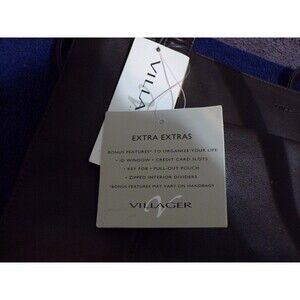 VILLA
EXTRA EXTRAS
BONUS FEATURES* TO ORGANIZE YOUR LIFE
• ID WINDOW • CREDIT CARD SLOTS
• KEY FOB • PULL-OUT POUCH
• ZIPPED INTERIOR DIVIDERS
*BONUS FEATURES MAY VARY ON HANDBAGS
V
VILLAGER